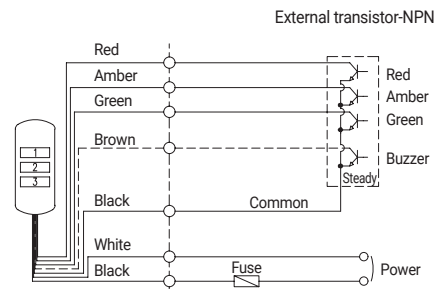 External transistor-NPN
Red
Amber
Green
Brown
Black
White
Black
1
2
3
Common
Fuse
Red
Amber
Green
Buzzer
Steady
Power